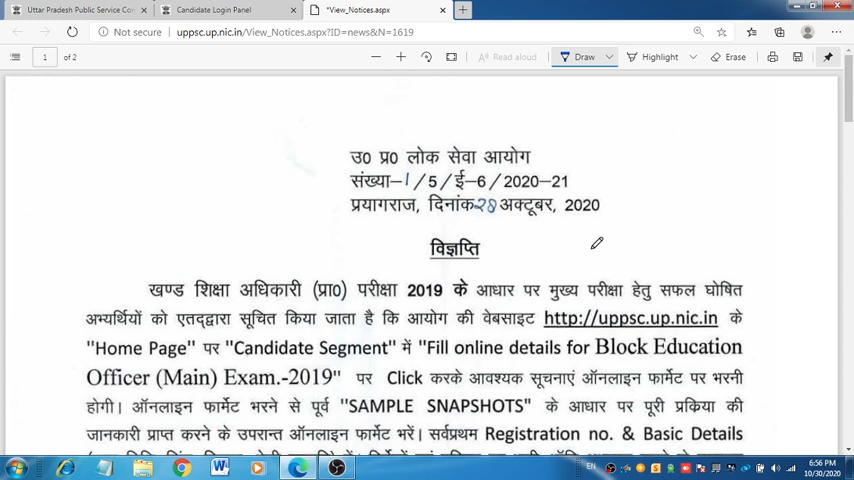 Uttar Pradesh Public Service Con
Candidate Login Panel
*View_Notices.aspx
Not secure uppsc.up.nic.in/View_Notices.aspx?ID=news&N=1619
1 of 2 Read aloud Draw Highlight Erase
उ0 प्र0 लोक सेवा आयोग
संख्या-1/5/ई-6/2020-21
प्रयागराज, दिनांक २8 अक्टूबर, 2020
विज्ञप्ति
खण्ड शिक्षा अधिकारी (प्रा0) परीक्षा 2019 के आधार पर मुख्य परीक्षा हेतु सफल घोषित
अभ्यर्थियों को एतद्द्वारा सूचित किया जाता है कि आयोग की वेबसाइट http://uppsc.up.nic.in के
"Home Page" पर "Candidate Segment" में "Fill online details for Block Education
Officer (Main) Exam.-2019" पर Click करके आवश्यक सूचनाएं ऑनलाइन फार्मेट पर भरनी
होगी। ऑनलाइन फार्मेट भरने से पूर्व "SAMPLE SNAPSHOTS" के आधार पर पूरी प्रकिया की
जानकारी प्राप्त करने के उपरान्त ऑनलाइन फार्मेट भरें। सर्वप्रथम Registration no. & Basic Details
EN 6:56 PM
10/30/2020